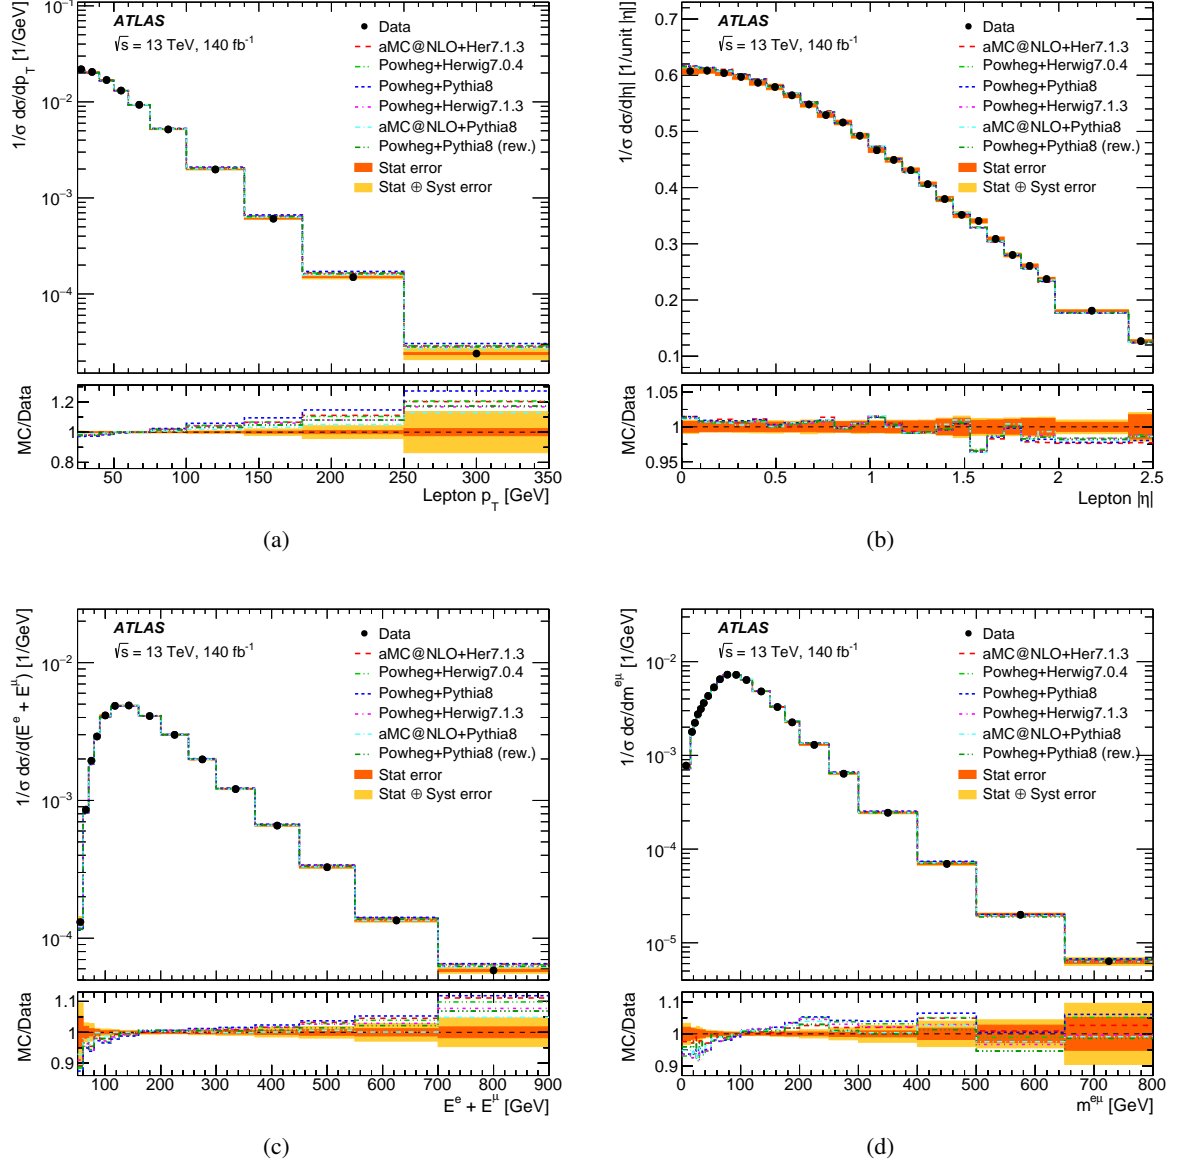 ATLAS
√s = 13 TeV, 140 fb⁻¹
Data
aMC@NLO+Her7.1.3
Powheg+Herwig7.0.4
Powheg+Pythia8
Powheg+Herwig7.1.3
aMC@NLO+Pythia8
Powheg+Pythia8 (rew.)
Stat error
Stat ⊕ Syst error
1/σ dσ/dp_T [1/GeV]
10⁻¹
10⁻²
10⁻³
10⁻⁴
MC/Data
1.2
1
0.8
50 100 150 200 250 300 350
Lepton p_T [GeV]
(a)
ATLAS
√s = 13 TeV, 140 fb⁻¹
Data
aMC@NLO+Her7.1.3
Powheg+Herwig7.0.4
Powheg+Pythia8
Powheg+Herwig7.1.3
aMC@NLO+Pythia8
Powheg+Pythia8 (rew.)
Stat error
Stat ⊕ Syst error
1/σ dσ/d|η| [1/unit |η|]
0.7
0.6
0.5
0.4
0.3
0.2
0.1
MC/Data
1.05
1.00
0.95
0 0.5 1 1.5 2 2.5
Lepton |η|
(b)
ATLAS
√s = 13 TeV, 140 fb⁻¹
Data
aMC@NLO+Her7.1.3
Powheg+Herwig7.0.4
Powheg+Pythia8
Powheg+Herwig7.1.3
aMC@NLO+Pythia8
Powheg+Pythia8 (rew.)
Stat error
Stat ⊕ Syst error
1/σ dσ/d(Eᵉ + Eᵘ) [1/GeV]
10⁻²
10⁻³
10⁻⁴
MC/Data
1.1
1
0.9
100 200 300 400 500 600 700 800 900
Eᵉ + E^μ [GeV]
(c)
ATLAS
√s = 13 TeV, 140 fb⁻¹
Data
aMC@NLO+Her7.1.3
Powheg+Herwig7.0.4
Powheg+Pythia8
Powheg+Herwig7.1.3
aMC@NLO+Pythia8
Powheg+Pythia8 (rew.)
Stat error
Stat ⊕ Syst error
1/σ dσ/dm^eμ [1/GeV]
10⁻¹
10⁻²
10⁻³
10⁻⁴
10⁻⁵
MC/Data
1.1
1
0.9
0 100 200 300 400 500 600 700 800
m^eμ [GeV]
(d)